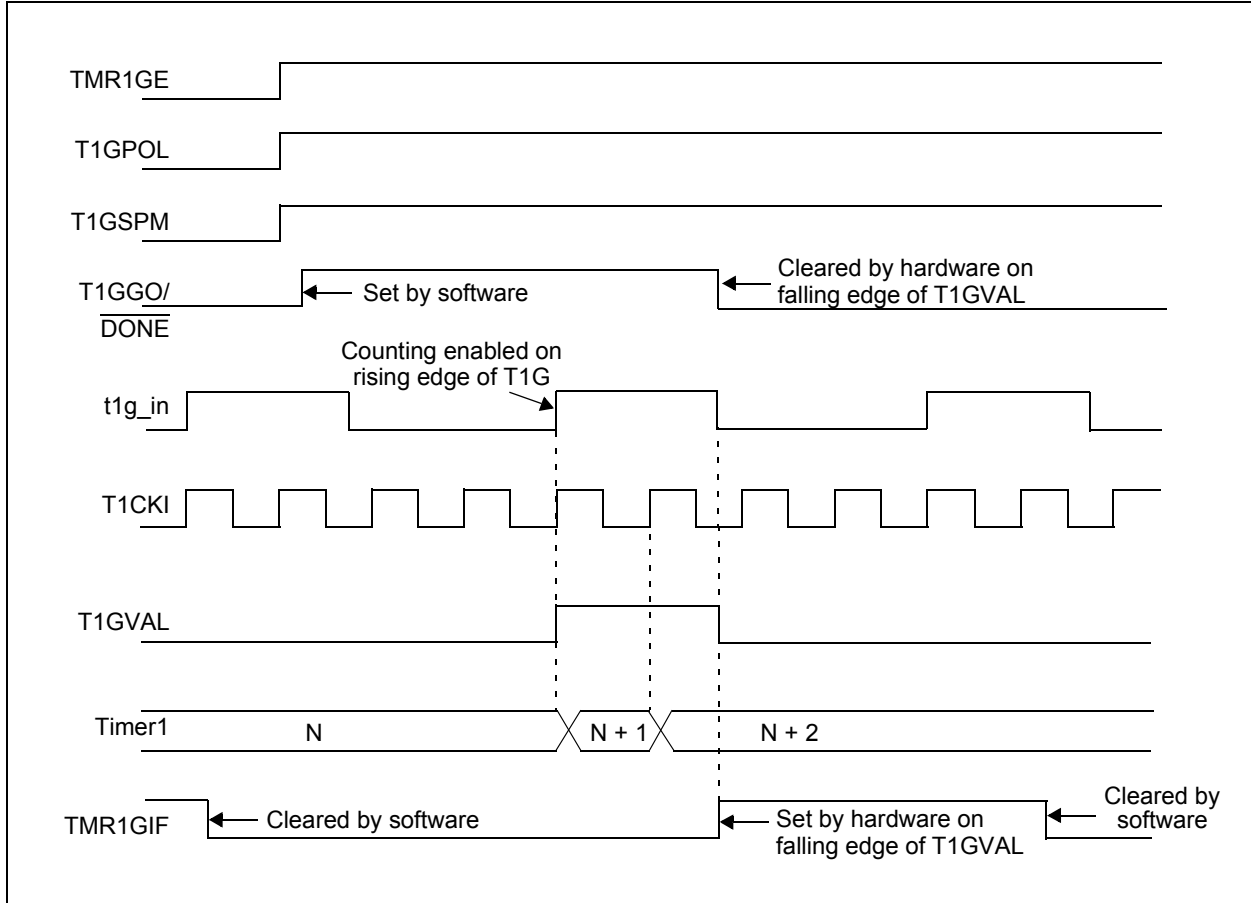 TMR1GE
T1GPOL
T1GSPM
T1GGO/
DONE
Set by software
Cleared by hardware on
falling edge of T1GVAL
Counting enabled on
rising edge of T1G
t1g_in
T1CKI
T1GVAL
Timer1
N
N + 1
N + 2
TMR1GIF
Cleared by software
Set by hardware on
falling edge of T1GVAL
Cleared by
software